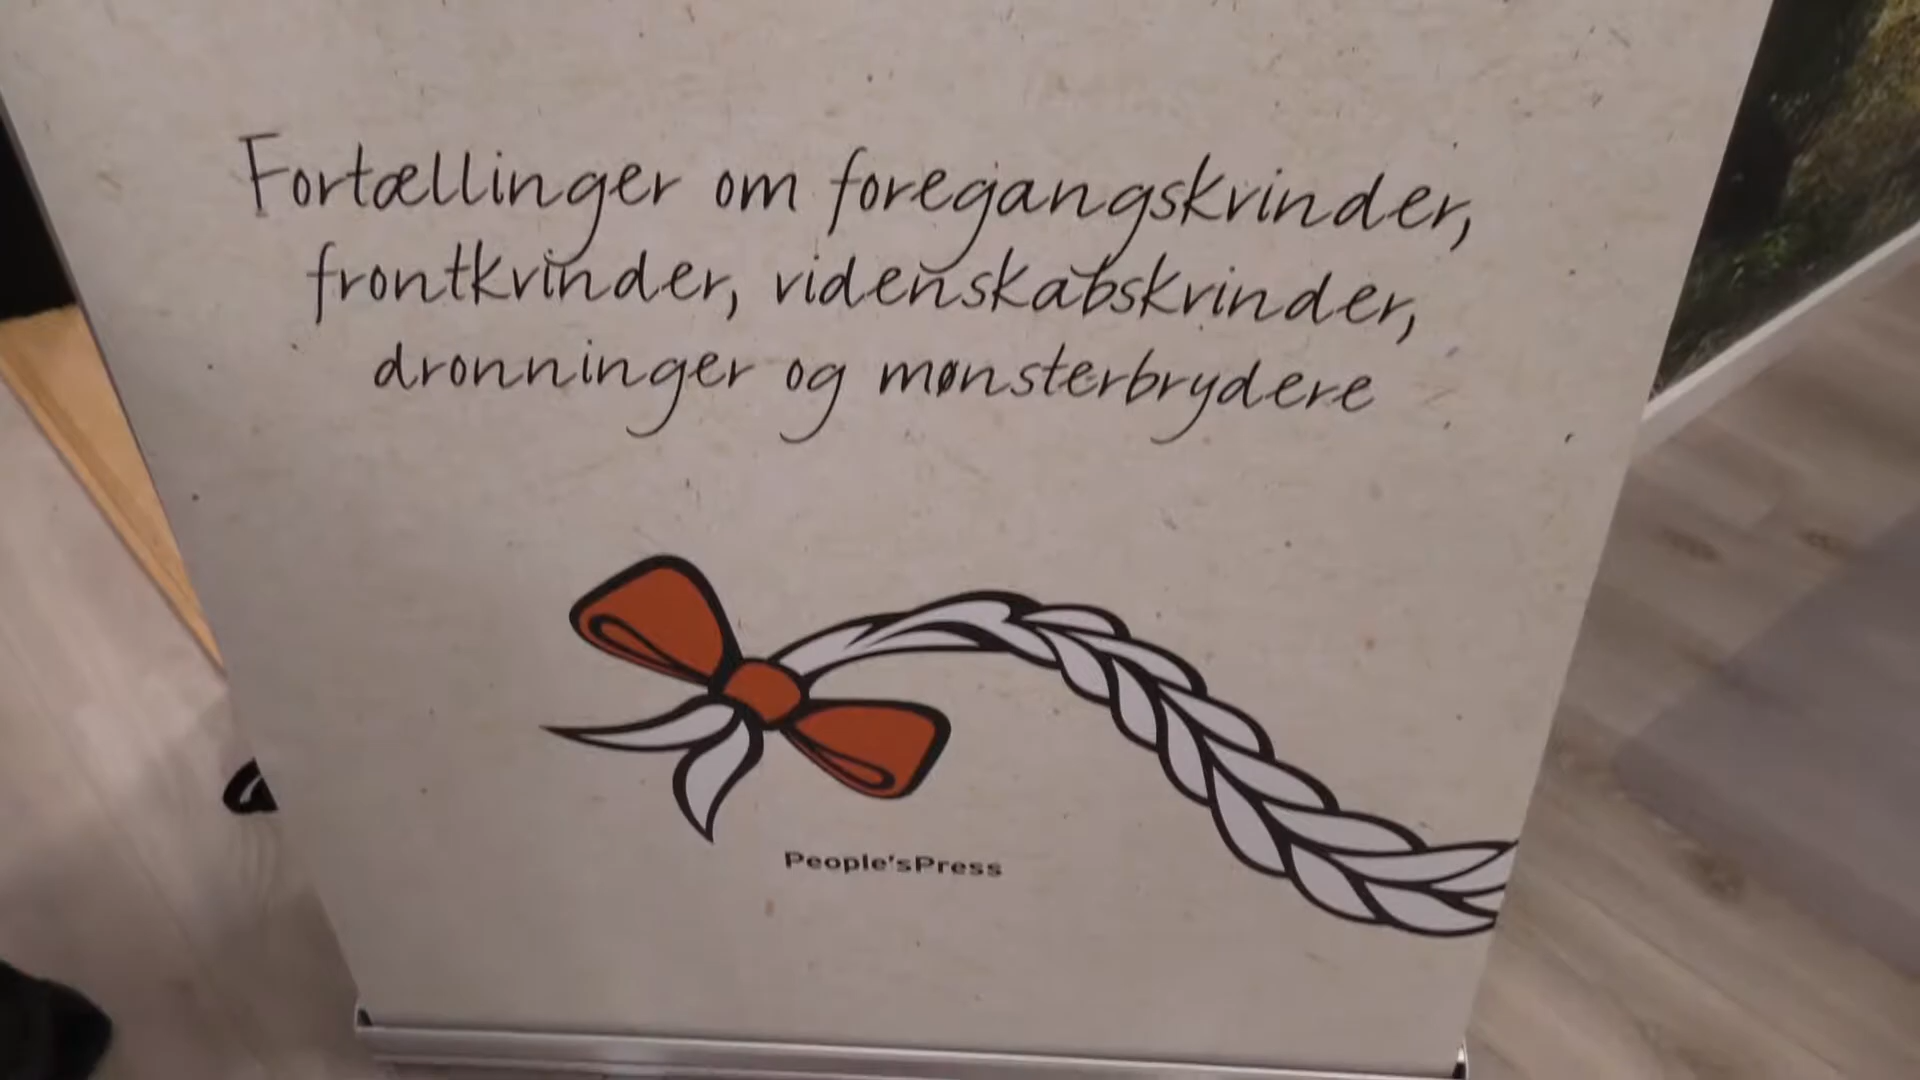 Fortællinger om foregangskvinder,
frontkvinder, videnskabskvinder,
dronninger og mønsterbrydere
People'sPress